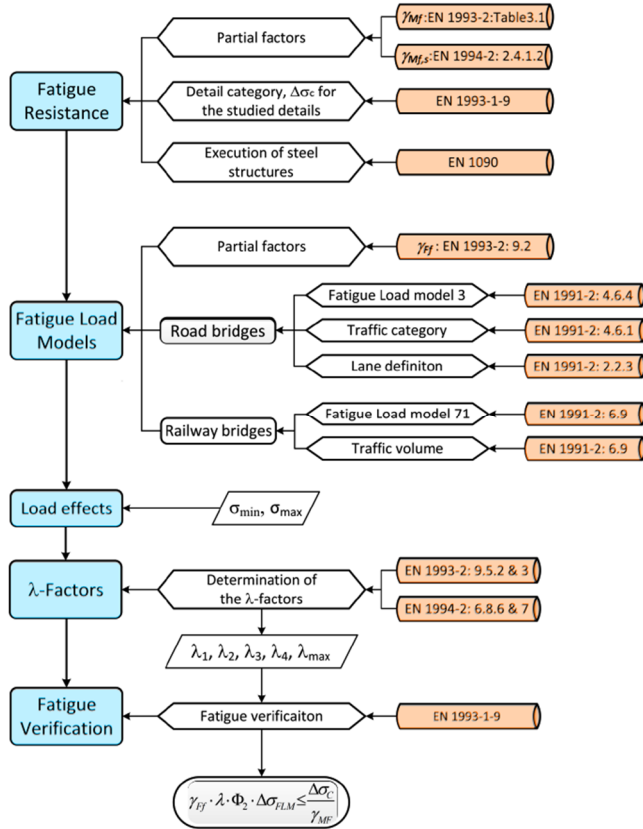 γMf:EN 1993-2:Table3.1
Partial factors
γMf,s: EN 1994-2: 2.4.1.2
Fatigue
Resistance
Detail category, Δσc for
the studied details
EN 1993-1-9
Execution of steel
structures
EN 1090
Partial factors
γFf : EN 1993-2: 9.2
Fatigue Load model 3
EN 1991-2: 4.6.4
Fatigue Load
Models
Road bridges
Traffic category
EN 1991-2: 4.6.1
Lane definiton
EN 1991-2: 2.2.3
Fatigue Load model 71
EN 1991-2: 6.9
Railway bridges
Traffic volume
EN 1991-2: 6.9
Load effects
σmin, σmax
λ-Factors
Determination of
the λ-factors
EN 1993-2: 9.5.2 & 3
EN 1994-2: 6.8.6 & 7
λ1, λ2, λ3, λ4, λmax
Fatigue
Verification
Fatigue verificaiton
EN 1993-1-9
γFf · λ · Φ2 · ΔσFLM ≤ ΔσC / γMF